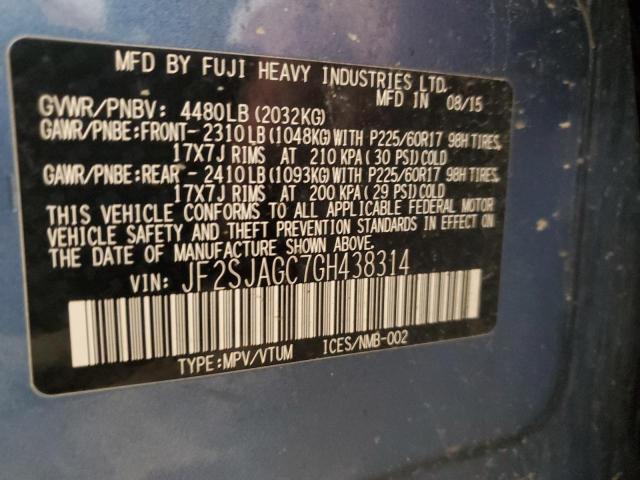 MFD BY FUJI HEAVY INDUSTRIES LTD.
MFD IN 08/15
GVWR/PNBV: 4480LB (2032KG)
GAWR/PNBE:FRONT-2310LB (1048KG) WITH P225/60R17 98H TIRES,
17X7J RIMS AT 210 KPA (30 PSI) COLD
GAWR/PNBE:REAR -2410LB (1093KG) WITH P225/60R17 98H TIRES,
17X7J RIMS AT 200 KPA (29 PSI) COLD
THIS VEHICLE CONFORMS TO ALL APPLICABLE FEDERAL MOTOR
VEHICLE SAFETY AND THEFT PREVENTION STANDARDS IN EFFECT ON
THE DATE OF MANUFACTURE SHOWN ABOVE.
VIN: JF2SJAGC7GH438314
TYPE:MPV/VTUM ICES/NMB-002